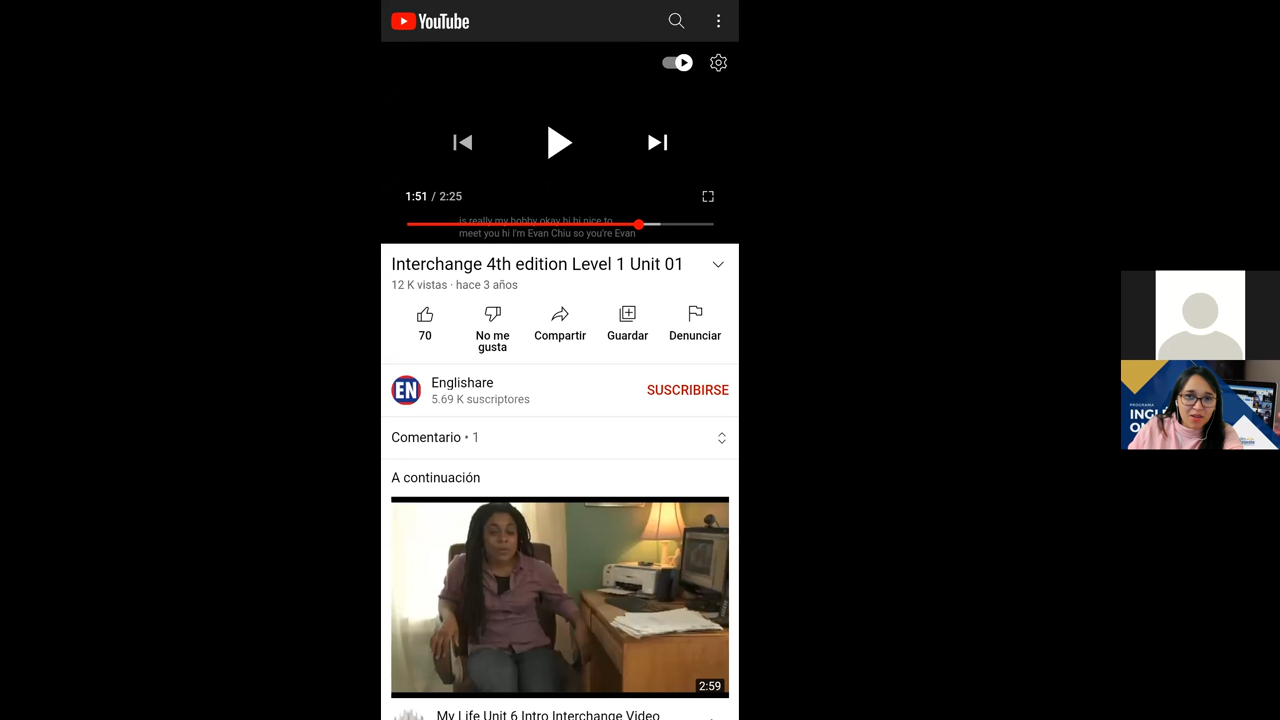 YouTube
1:51 / 2:25
is really my hobby okay hi hi nice to
meet you hi I'm Evan Chiu so you're Evan
Interchange 4th edition Level 1 Unit 01
12 K vistas · hace 3 años
70
No me
gusta
Compartir
Guardar
Denunciar
EN
Englishare
5.69 K suscriptores
SUSCRIBIRSE
Comentario • 1
A continuación
2:59
My Life Unit 6 Intro Interchange Video
PROGRAMA